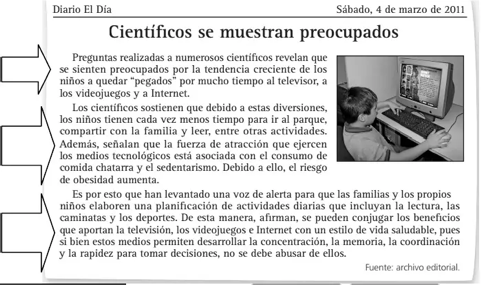 Diario El Día
Sábado, 4 de marzo de 2011
Científicos se muestran preocupados
Preguntas realizadas a numerosos científicos revelan que
se sienten preocupados por la tendencia creciente de los
niños a quedar “pegados” por mucho tiempo al televisor, a
los videojuegos y a Internet.
Los científicos sostienen que debido a estas diversiones,
los niños tienen cada vez menos tiempo para ir al parque,
compartir con la familia y leer, entre otras actividades.
Además, señalan que la fuerza de atracción que ejercen
los medios tecnológicos está asociada con el consumo de
comida chatarra y el sedentarismo. Debido a ello, el riesgo
de obesidad aumenta.
Es por esto que han levantado una voz de alerta para que las familias y los propios
niños elaboren una planificación de actividades diarias que incluyan la lectura, las
caminatas y los deportes. De esta manera, afirman, se pueden conjugar los beneficios
que aportan la televisión, los videojuegos e Internet con un estilo de vida saludable, pues
si bien estos medios permiten desarrollar la concentración, la memoria, la coordinación
y la rapidez para tomar decisiones, no se debe abusar de ellos.
Fuente: archivo editorial.